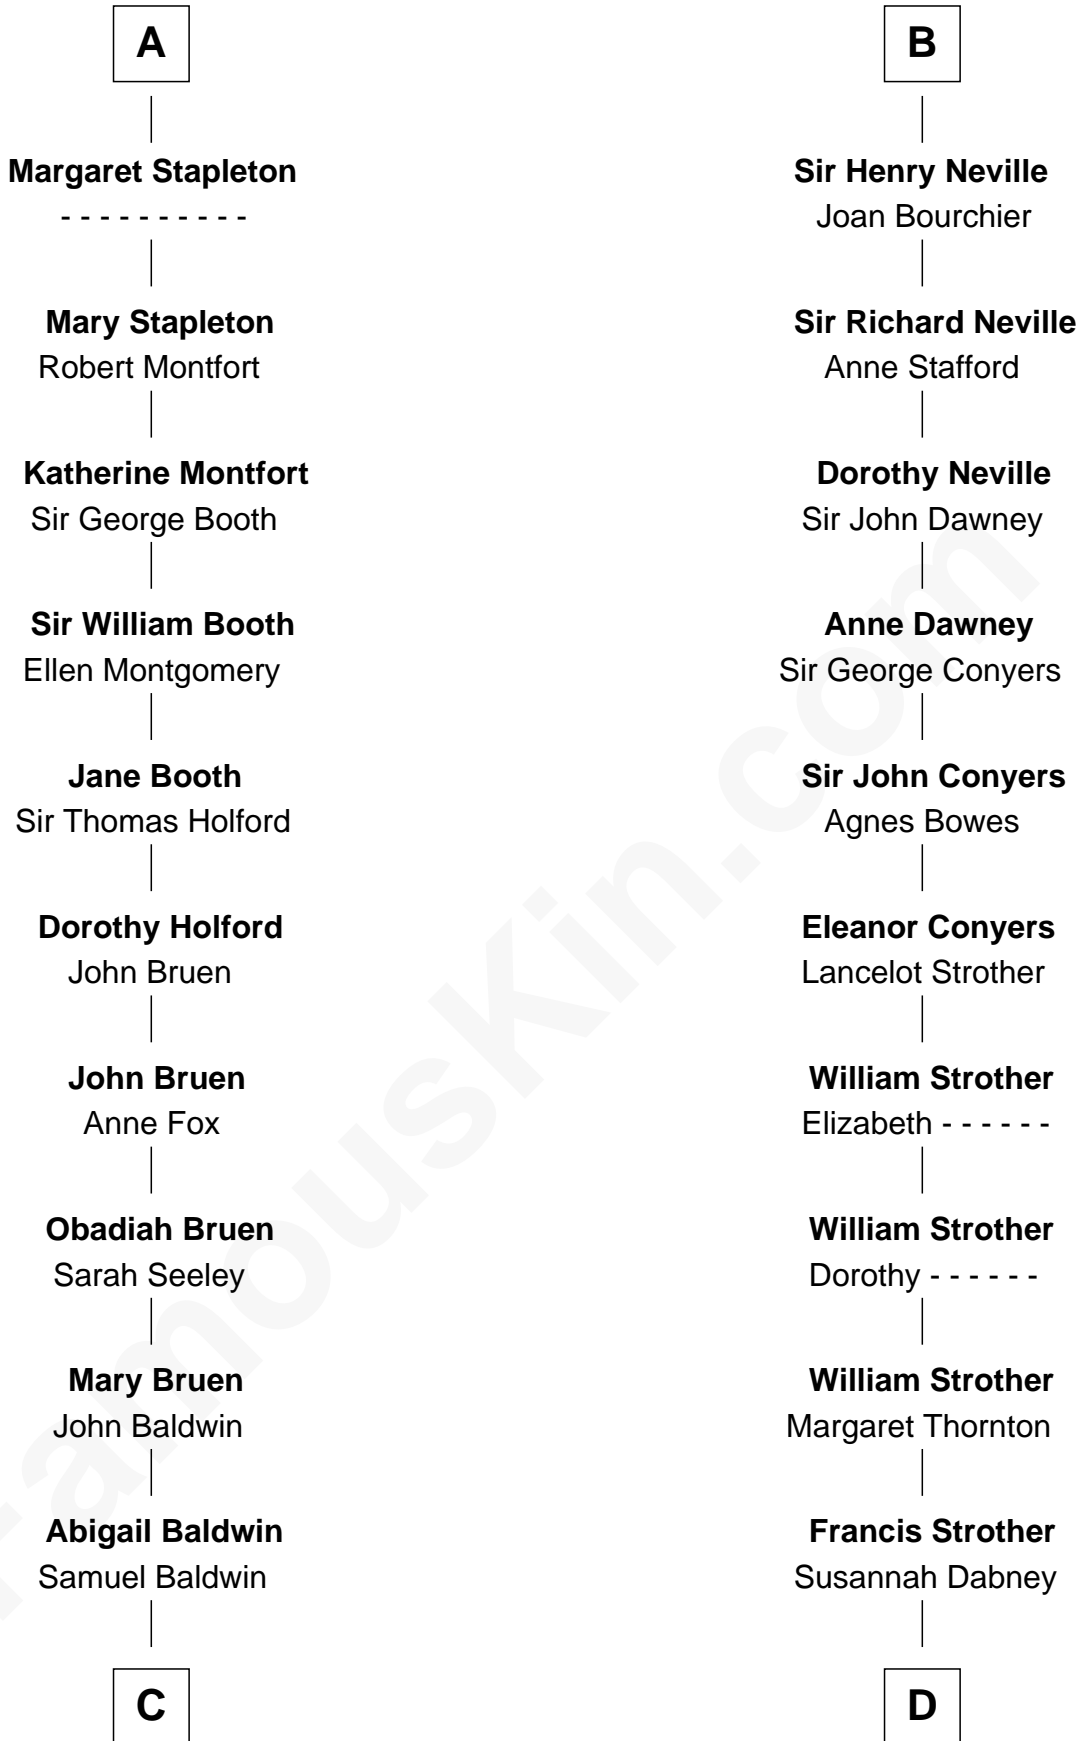 A
Margaret Stapleton
- - - - - - - - - -
Mary Stapleton
Robert Montfort
Katherine Montfort
Sir George Booth
Sir William Booth
Ellen Montgomery
Jane Booth
Sir Thomas Holford
Dorothy Holford
John Bruen
John Bruen
Anne Fox
Obadiah Bruen
Sarah Seeley
Mary Bruen
John Baldwin
Abigail Baldwin
Samuel Baldwin
C
B
Sir Henry Neville
Joan Bourchier
Sir Richard Neville
Anne Stafford
Dorothy Neville
Sir John Dawney
Anne Dawney
Sir George Conyers
Sir John Conyers
Agnes Bowes
Eleanor Conyers
Lancelot Strother
William Strother
Elizabeth - - - - - -
William Strother
Dorothy - - - - - -
William Strother
Margaret Thornton
Francis Strother
Susannah Dabney
D
FamousKin.com